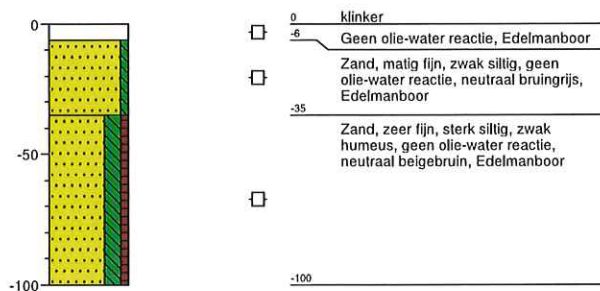 0
-50
-100
0 klinker
-6
Geen olie-water reactie, Edelmanboor
Zand, matig fijn, zwak siltig, geen
olie-water reactie, neutraal bruingrijs,
Edelmanboor
-35
Zand, zeer fijn, sterk siltig, zwak
humeus, geen olie-water reactie,
neutraal beigebruin, Edelmanboor
-100